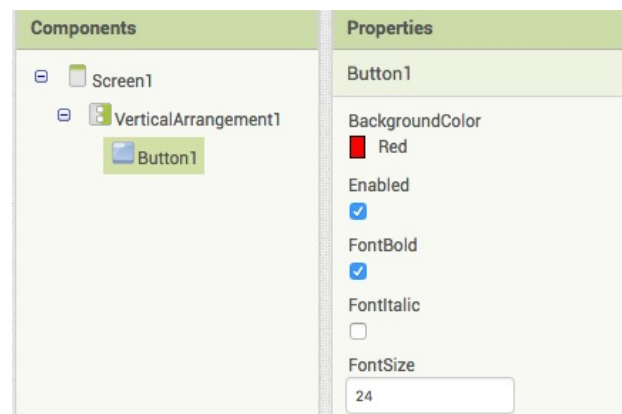 Components
Screen1
VerticalArrangement1
Button1
Properties
Button1
BackgroundColor
Red
Enabled
FontBold
FontItalic
FontSize
24